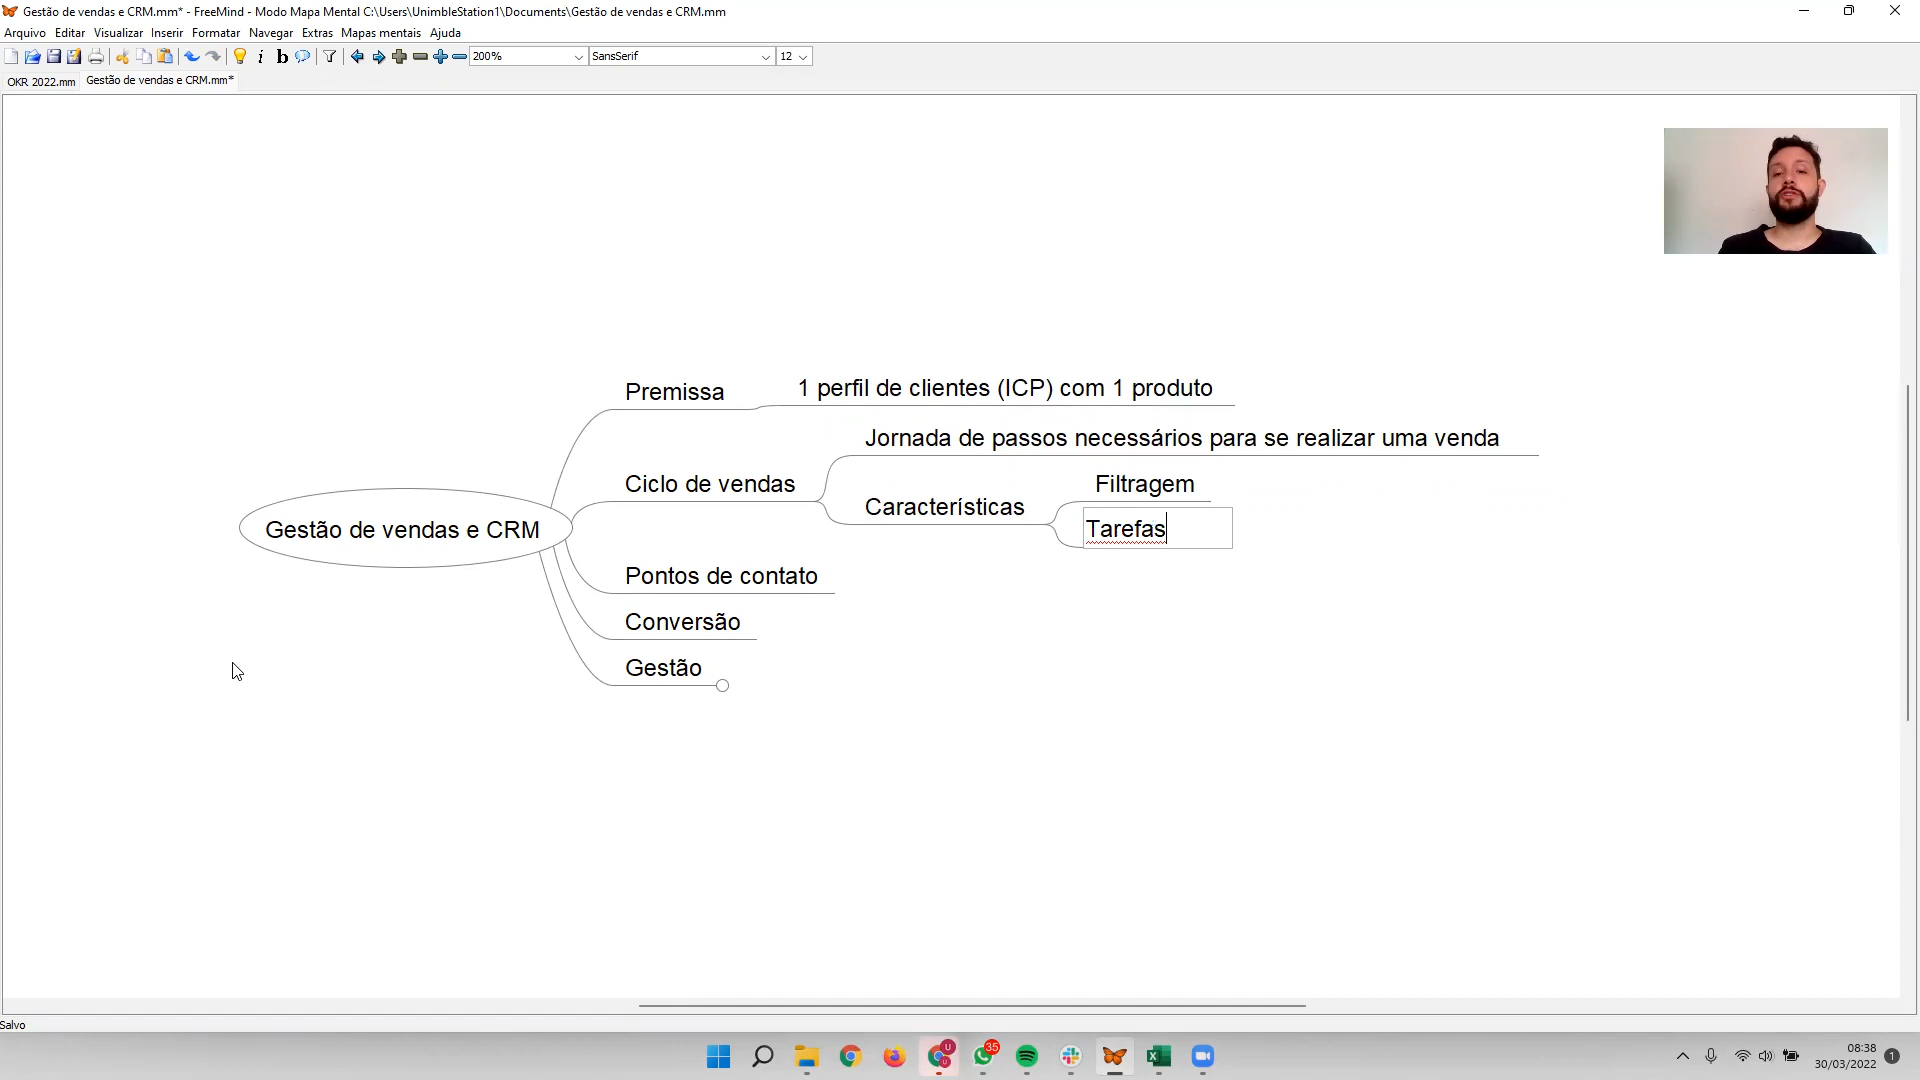 Gestão de vendas e CRM.mm* - FreeMind - Modo Mapa Mental C:\Users\UnimbleStation1\Documents\Gestão de vendas e CRM.mm
Arquivo Editar Visualizar Inserir Formatar Navegar Extras Mapas mentais Ajuda
i b 200% SansSerif 12
OKR 2022.mm Gestão de vendas e CRM.mm*
Premissa
1 perfil de clientes (ICP) com 1 produto
Jornada de passos necessários para se realizar uma venda
Ciclo de vendas
Filtragem
Características
Gestão de vendas e CRM
Tarefas
Pontos de contato
Conversão
Gestão
Salvo
U
U
35
08:38
30/03/2022
1